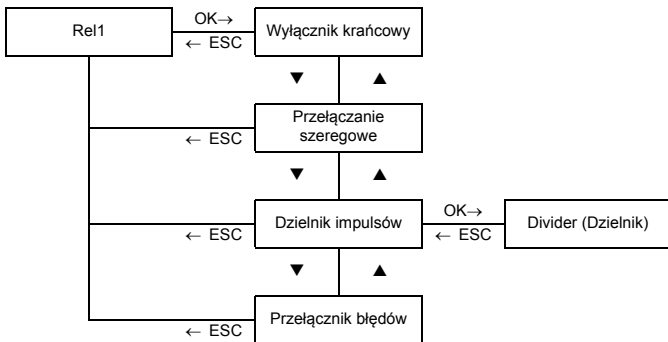 OK→
Rel1
Wyłącznik krańcowy
← ESC
▼ ▲
Przełączanie
szeregowe
← ESC
▼ ▲
OK→
Dzielnik impulsów
Divider (Dzielnik)
← ESC
← ESC
▼ ▲
Przełącznik błędów
← ESC